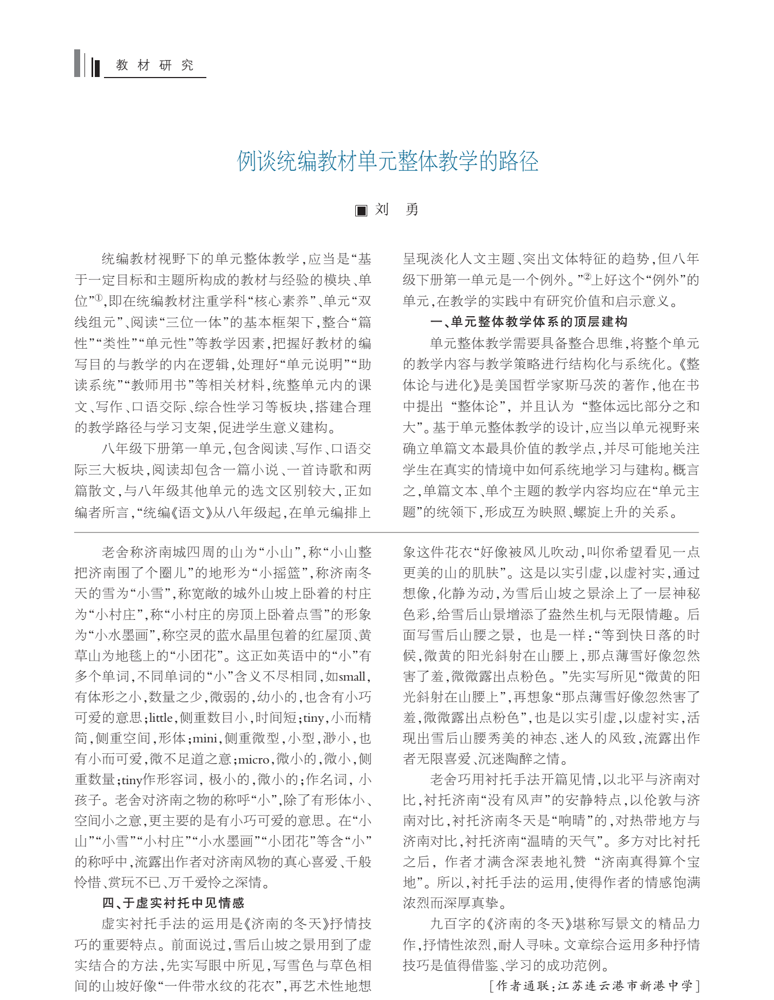 教材研究
例谈统编教材单元整体教学的路径
刘　勇
统编教材视野下的单元整体教学,应当是“基
于一定目标和主题所构成的教材与经验的模块、单
位”①,即在统编教材注重学科“核心素养”、单元“双
线组元”、阅读“三位一体”的基本框架下,整合“篇
性”“类性”“单元性”等教学因素,把握好教材的编
写目的与教学的内在逻辑,处理好“单元说明”“助
读系统”“教师用书”等相关材料,统整单元内的课
文、写作、口语交际、综合性学习等板块,搭建合理
的教学路径与学习支架,促进学生意义建构。
八年级下册第一单元,包含阅读、写作、口语交
际三大板块,阅读却包含一篇小说、一首诗歌和两
篇散文,与八年级其他单元的选文区别较大,正如
编者所言,“统编《语文》从八年级起,在单元编排上
呈现淡化人文主题、突出文体特征的趋势,但八年
级下册第一单元是一个例外。”②上好这个“例外”的
单元,在教学的实践中有研究价值和启示意义。
一、单元整体教学体系的顶层建构
单元整体教学需要具备整合思维,将整个单元
的教学内容与教学策略进行结构化与系统化。《整
体论与进化》是美国哲学家斯马茨的著作,他在书
中提出“整体论”,并且认为“整体远比部分之和
大”。基于单元整体教学的设计,应当以单元视野来
确立单篇文本最具价值的教学点,并尽可能地关注
学生在真实的情境中如何系统地学习与建构。概言
之,单篇文本、单个主题的教学内容均应在“单元主
题”的统领下,形成互为映照、螺旋上升的关系。
老舍称济南城四周的山为“小山”,称“小山整
把济南围了个圈儿”的地形为“小摇篮”,称济南冬
天的雪为“小雪”,称宽敞的城外山坡上卧着的村庄
为“小村庄”,称“小村庄的房顶上卧着点雪”的形象
为“小水墨画”,称空灵的蓝水晶里包着的红屋顶、黄
草山为地毯上的“小团花”。这正如英语中的“小”有
多个单词,不同单词的“小”含义不尽相同,如small,
有体形之小,数量之少,微弱的,幼小的,也含有小巧
可爱的意思;little,侧重数目小,时间短;tiny,小而精
简,侧重空间,形体;mini,侧重微型,小型,渺小,也
有小而可爱,微不足道之意;micro,微小的,微小,侧
重数量;tiny作形容词,极小的,微小的;作名词,小
孩子。老舍对济南之物的称呼“小”,除了有形体小、
空间小之意,更主要的是有小巧可爱的意思。在“小
山”“小雪”“小村庄”“小水墨画”“小团花”等含“小”
的称呼中,流露出作者对济南风物的真心喜爱、千般
怜惜、赏玩不已、万千爱怜之深情。
四、于虚实衬托中见情感
虚实衬托手法的运用是《济南的冬天》抒情技
巧的重要特点。前面说过,雪后山坡之景用到了虚
实结合的方法,先实写眼中所见,写雪色与草色相
间的山坡好像“一件带水纹的花衣”,再艺术性地想
象这件花衣“好像被风儿吹动,叫你希望看见一点
更美的山的肌肤”。这是以实引虚,以虚衬实,通过
想像,化静为动,为雪后山坡之景涂上了一层神秘
色彩,给雪后山景增添了盎然生机与无限情趣。后
面写雪后山腰之景,也是一样:“等到快日落的时
候,微黄的阳光斜射在山腰上,那点薄雪好像忽然
害了羞,微微露出点粉色。”先实写所见“微黄的阳
光斜射在山腰上”,再想象“那点薄雪好像忽然害了
羞,微微露出点粉色”,也是以实引虚,以虚衬实,活
现出雪后山腰秀美的神态、迷人的风致,流露出作
者无限喜爱、沉迷陶醉之情。
老舍巧用衬托手法开篇见情,以北平与济南对
比,衬托济南“没有风声”的安静特点,以伦敦与济
南对比,衬托济南冬天是“响晴”的,对热带地方与
济南对比,衬托济南“温晴的天气”。多方对比衬托
之后,作者才满含深表地礼赞“济南真得算个宝
地”。所以,衬托手法的运用,使得作者的情感饱满
浓烈而深厚真挚。
九百字的《济南的冬天》堪称写景文的精品力
作,抒情性浓烈,耐人寻味。文章综合运用多种抒情
技巧是值得借鉴、学习的成功范例。
[作者通联:江苏连云港市新港中学]